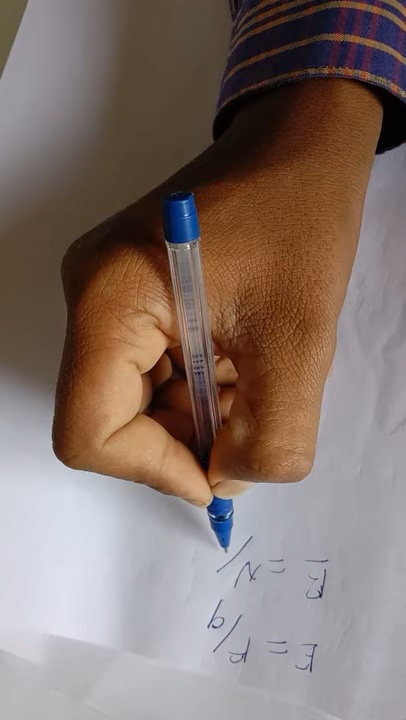 E = F/q
E = N/